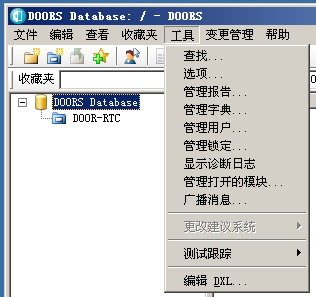 DOORS Database: / - DOORS
文件 编辑 查看 收藏夹 工具 变更管理 帮助
收藏夹
DOORS Database
DOOR-RTC
查找...
选项...
管理报告...
管理字典...
管理用户...
管理锁定...
显示诊断日志
管理打开的模块...
广播消息...
更改建议系统
测试跟踪
编辑 DXL...